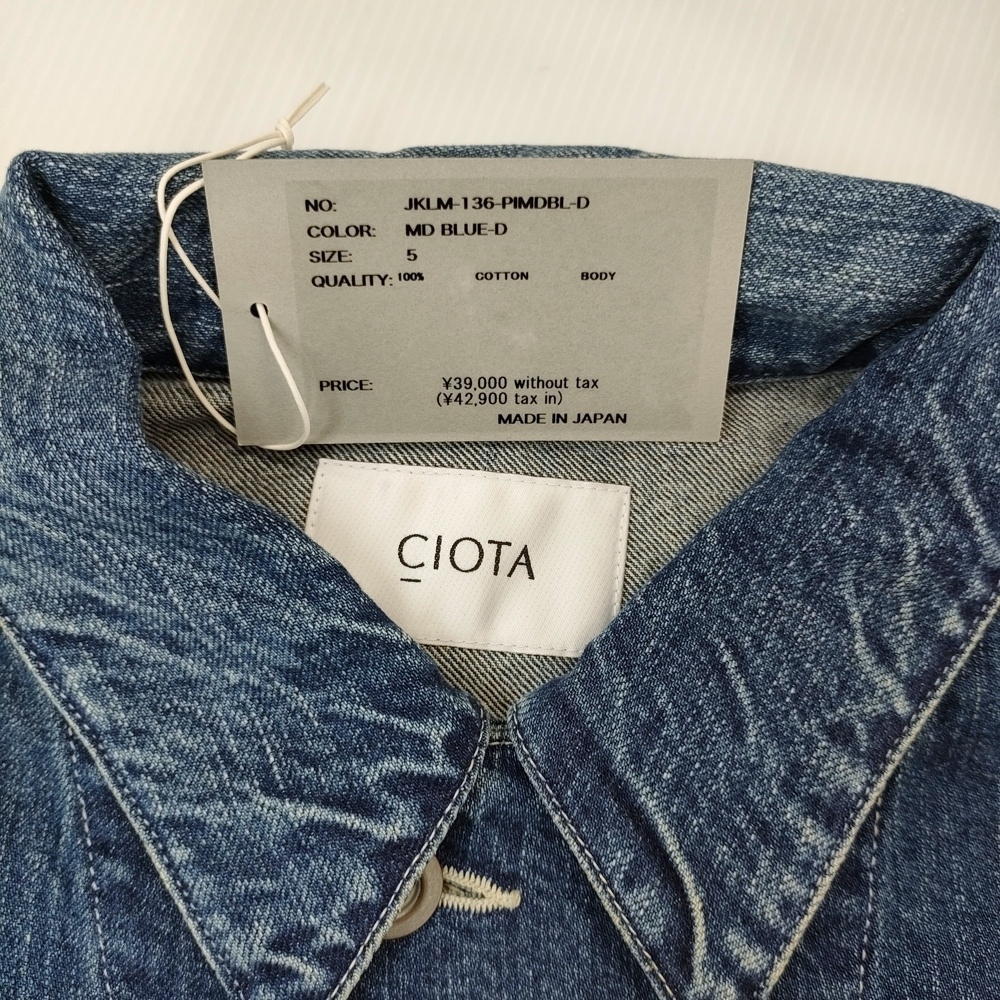 NO: JKLM-136-PIMDBL-D
COLOR: MD BLUE-D
SIZE: 5
QUALITY: 100% COTTON BODY
PRICE: ¥39,000 without tax
(¥42,900 tax in)
MADE IN JAPAN
CIOTA